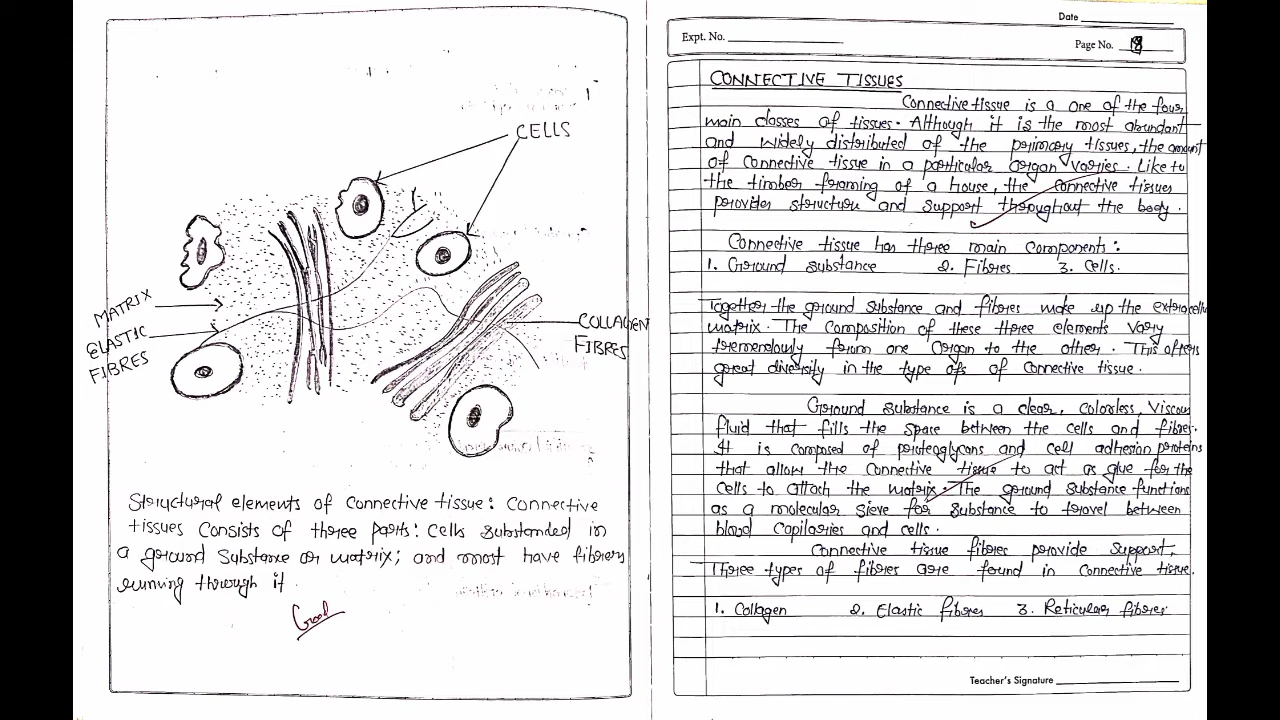 CELLS
MATRIX
ELASTIC
FIBRES
COLLAGEN
FIBRES
Structural elements of connective tissue: Connective
tissues consists of three parts: Cells substanded in
a ground substance or matrix; and most have fibrers
running through it
Good
Date
Expt. No.
Page No. 18
CONNECTIVE TISSUES
Connective tissue is a one of the four
main classes of tissues. Although it is the most abundant
and widely distributed of the primary tissues, the amount
of connective tissue in a particular organ varies. Like to
the timber framing of a house, the connective tissues
provides structure and support throughout the body.
Connective tissue has three main components:
1. Ground substance 2. Fibres 3. Cells.
Together the ground substance and fibres make up the extracellu
matrix. The composition of these three elements vary
tremendously from one organ to the other. This offers
great diversity in the type ofs of connective tissue.
Ground substance is a clear, colorless, Viscous
fluid that fills the space between the cells and fibres.
It is composed of proteoglycans and cell adhesion proteins
that allow the connective tissue to act as glue for the
cells to attach the matrix. The ground substance functions
as a molecular sieve for substance to travel between
blood capilaries and cells.
Connective tissue fibres provide support.
Three types of fibres are found in connective tissue.
1. Collagen 2. Elastic fibres 3. Reticular fibres
Teacher's Signature